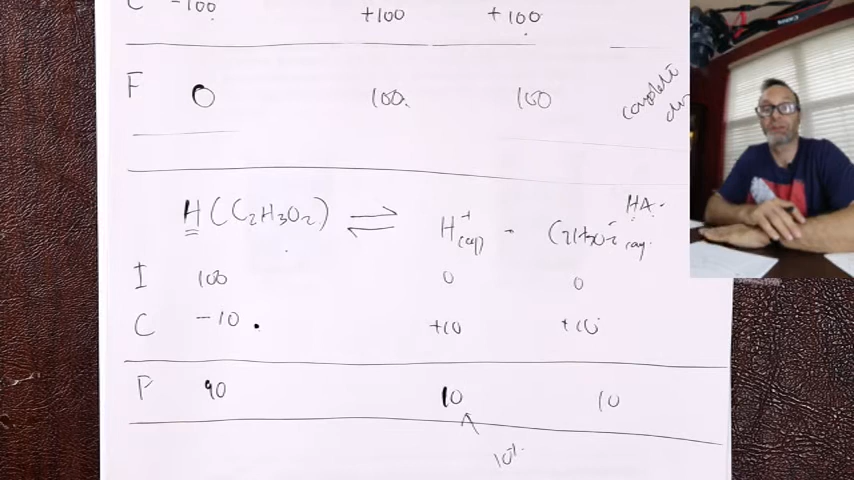 C -100 +100 +100
F 0 100 100 complete
H(C2H3O2) ⇌ H+(aq) - C2H3O2-(aq) HA
I 100 0 0
C -10 +10 +10
F 90 10 10
10%